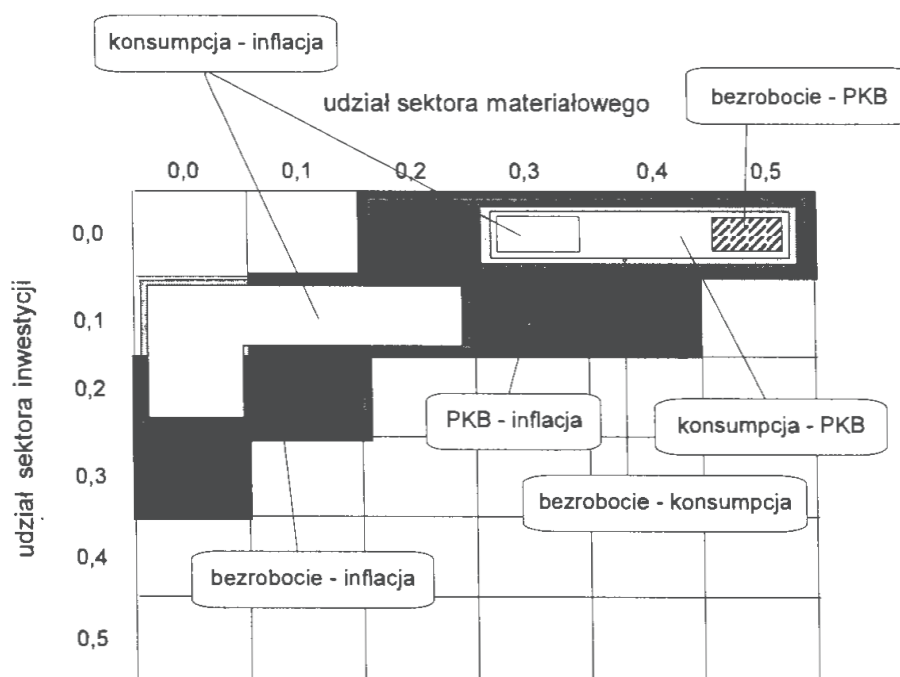 konsumpcja - inflacja
bezrobocie - PKB
udział sektora materiałowego
0,0 0,1 0,2 0,3 0,4 0,5
udział sektora inwestycji
0,0
0,1
0,2
0,3
0,4
0,5
PKB - inflacja
konsumpcja - PKB
bezrobocie - konsumpcja
bezrobocie - inflacja